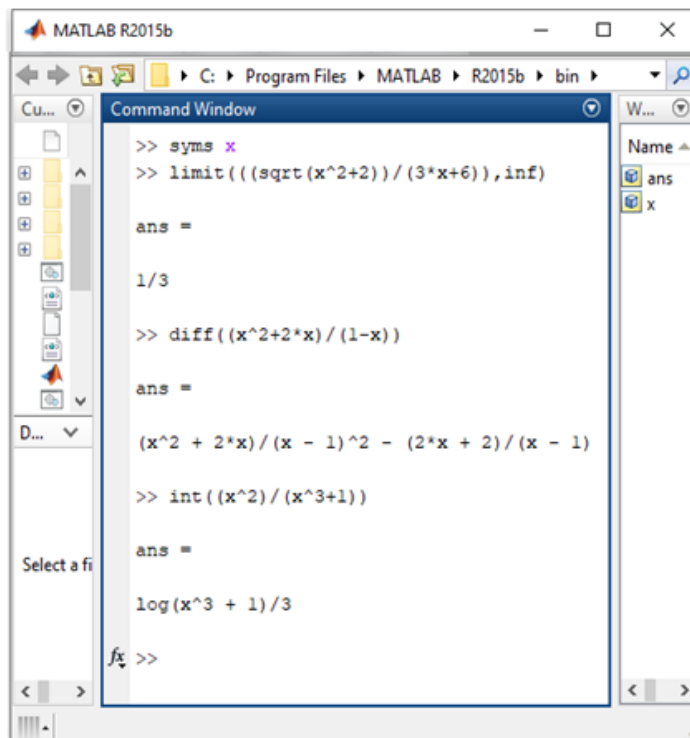 MATLAB R2015b
C: Program Files MATLAB R2015b bin
Cu...
Command Window
W...
>> syms x
>> limit(((sqrt(x^2+2))/(3*x+6)),inf)
ans =
1/3
>> diff((x^2+2*x)/(1-x))
ans =
(x^2 + 2*x)/(x - 1)^2 - (2*x + 2)/(x - 1)
>> int((x^2)/(x^3+1))
ans =
log(x^3 + 1)/3
fx >>
Name
ans
x
D...
Select a fi